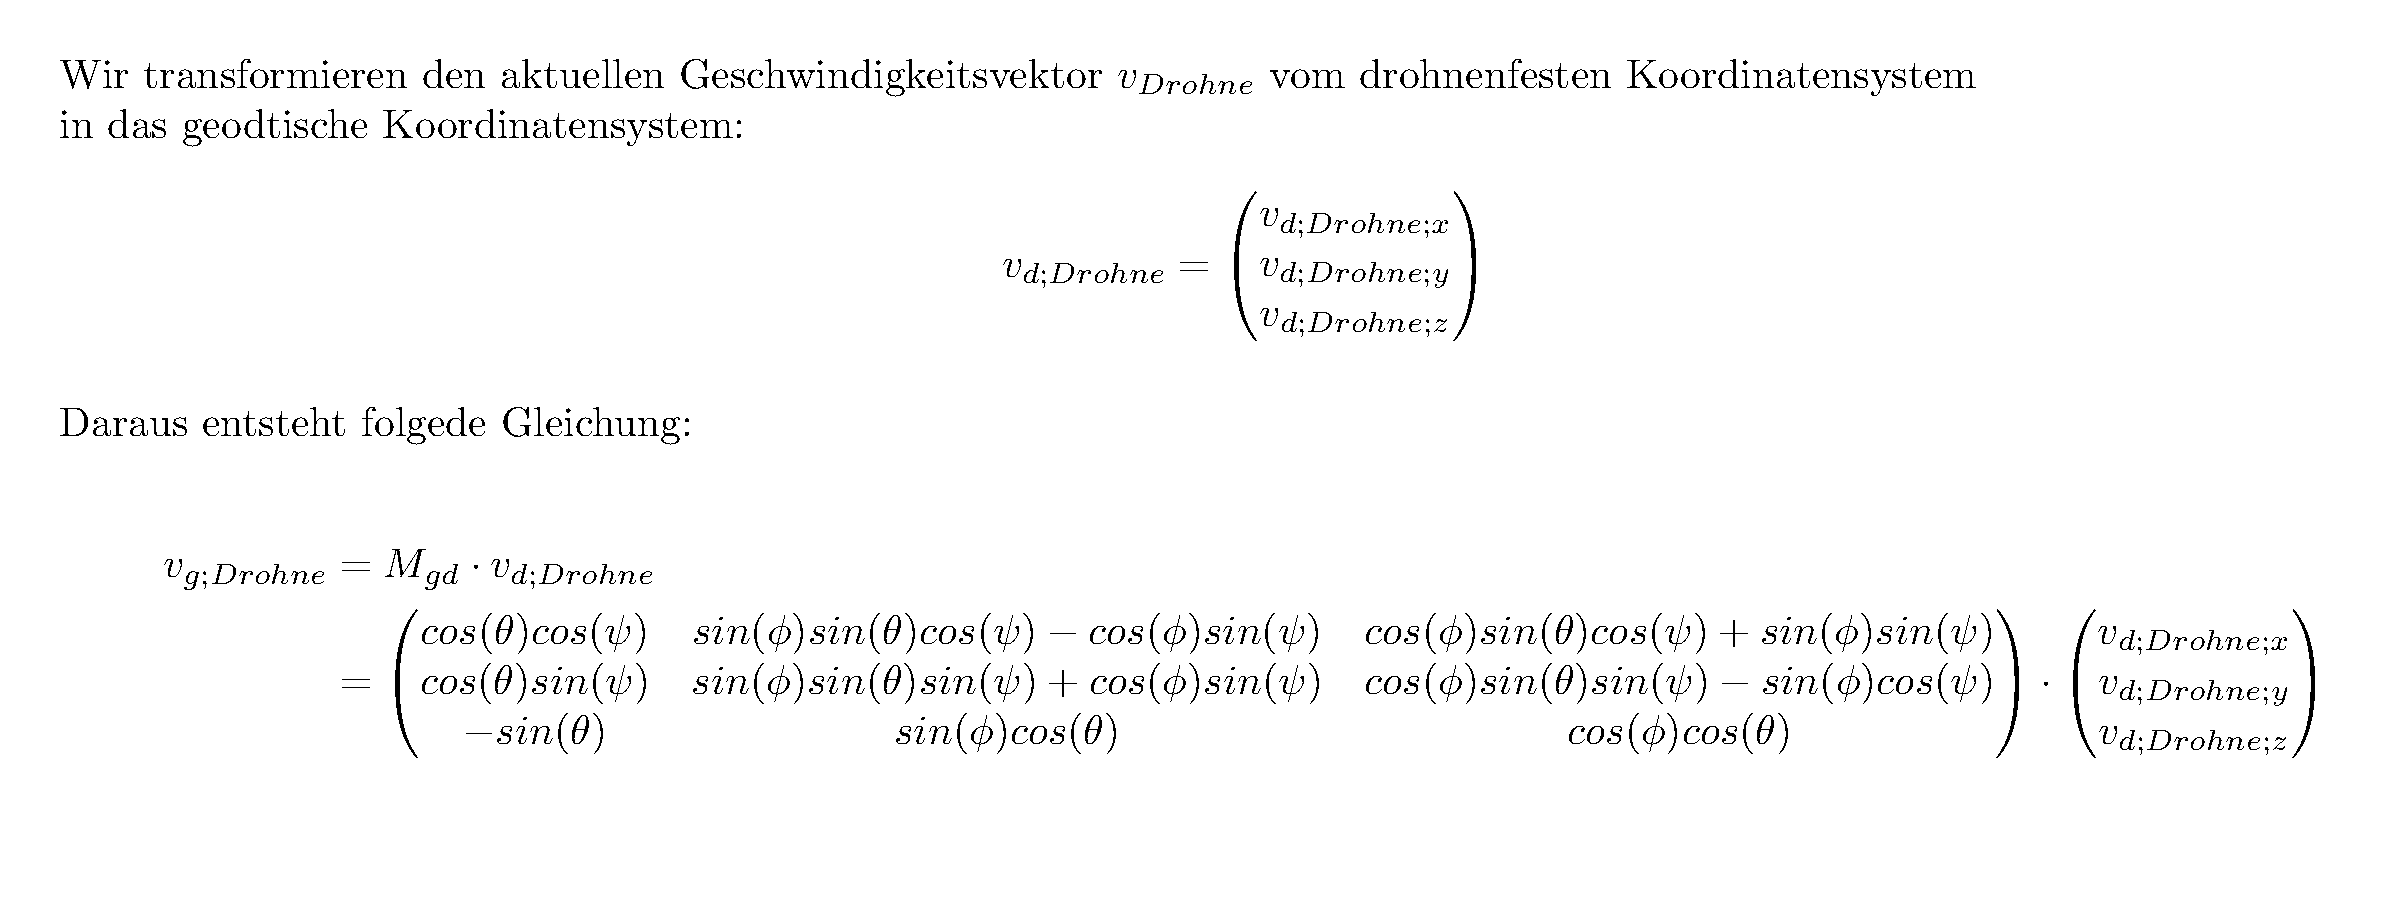 Wir transformieren den aktuellen Geschwindigkeitsvektor $v_{Drohne}$ vom drohnenfesten Koordinatensystem
in das geodtische Koordinatensystem:
$v_{d;Drohne} = \begin{pmatrix} v_{d;Drohne;x} \\ v_{d;Drohne;y} \\ v_{d;Drohne;z} \end{pmatrix}$
Daraus entsteht folgede Gleichung:
$v_{g;Drohne} = M_{gd} \cdot v_{d;Drohne}$
$= \begin{pmatrix} cos(\theta)cos(\psi) & sin(\phi)sin(\theta)cos(\psi) - cos(\phi)sin(\psi) & cos(\phi)sin(\theta)cos(\psi) + sin(\phi)sin(\psi) \\ cos(\theta)sin(\psi) & sin(\phi)sin(\theta)sin(\psi) + cos(\phi)sin(\psi) & cos(\phi)sin(\theta)sin(\psi) - sin(\phi)cos(\psi) \\ -sin(\theta) & sin(\phi)cos(\theta) & cos(\phi)cos(\theta) \end{pmatrix} \cdot \begin{pmatrix} v_{d;Drohne;x} \\ v_{d;Drohne;y} \\ v_{d;Drohne;z} \end{pmatrix}$